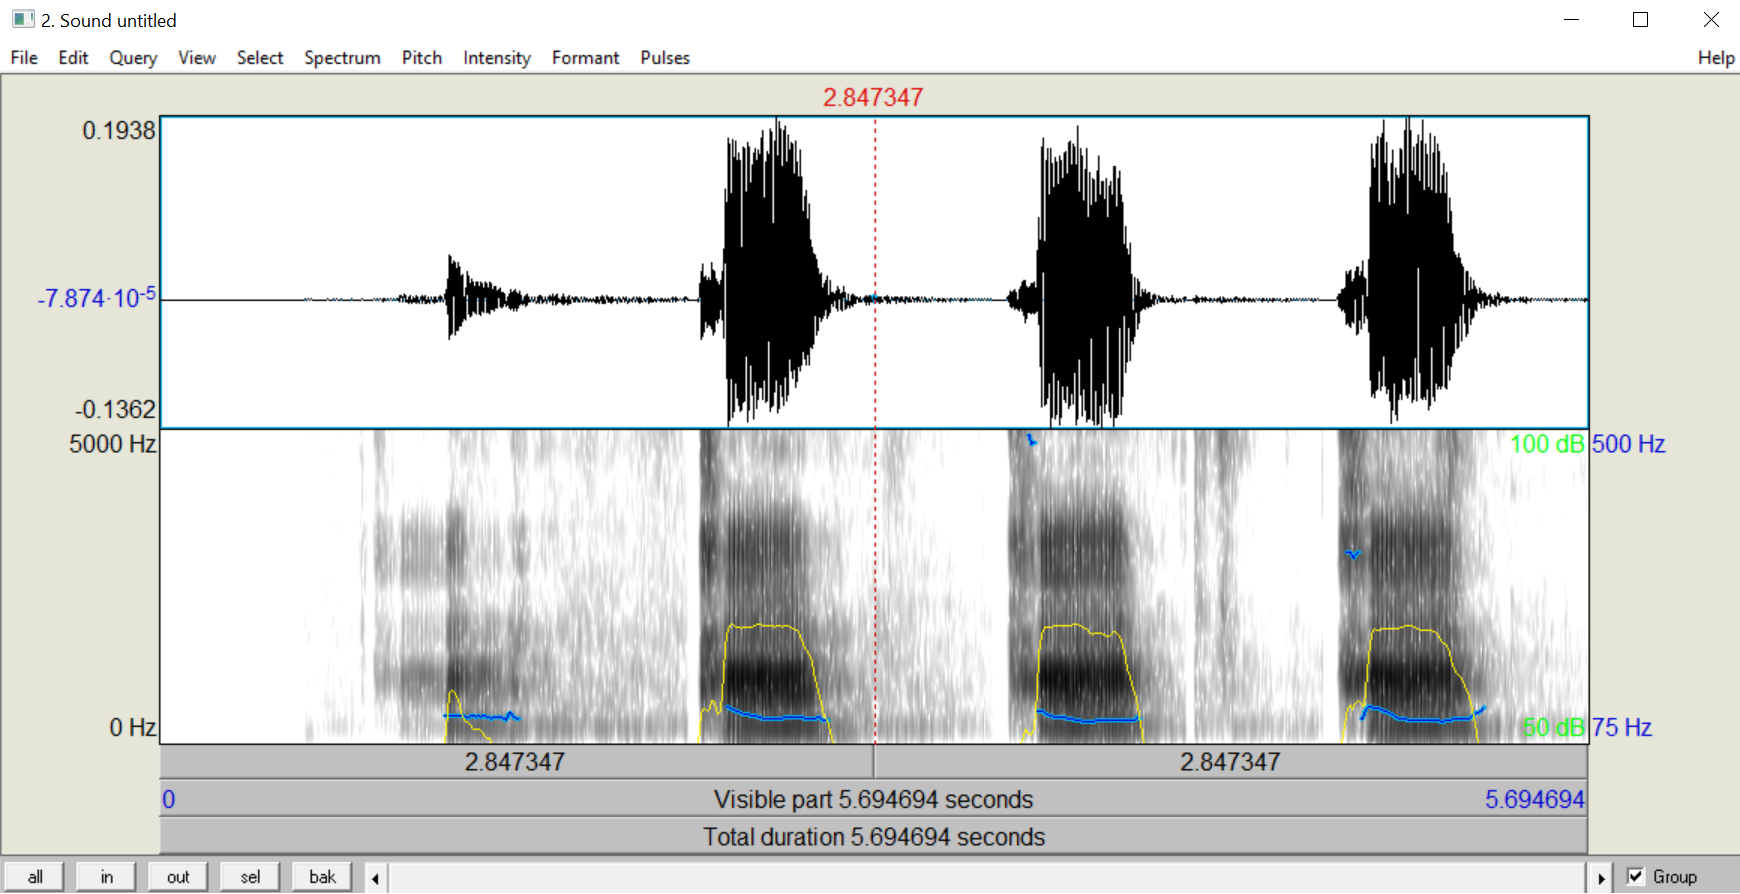 2. Sound untitled
File Edit Query View Select Spectrum Pitch Intensity Formant Pulses Help
2.847347
0.1938
-7.874·10⁻⁵
-0.1362
5000 Hz 100 dB 500 Hz
0 Hz 50 dB 75 Hz
2.847347 2.847347
0 Visible part 5.694694 seconds 5.694694
Total duration 5.694694 seconds
all in out sel bak Group